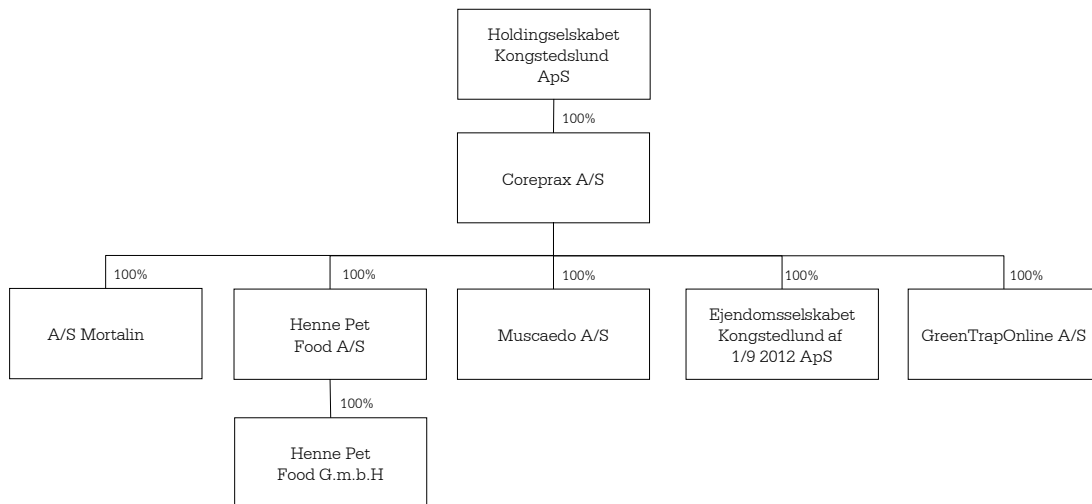 Holdingselskabet
Kongstedslund
ApS
100%
Coreprax A/S
100%
100%
100%
100%
100%
A/S Mortalin
Henne Pet
Food A/S
Muscaedo A/S
Ejendomsselskabet
Kongstedlund af
1/9 2012 ApS
GreenTrapOnline A/S
100%
Henne Pet
Food G.m.b.H